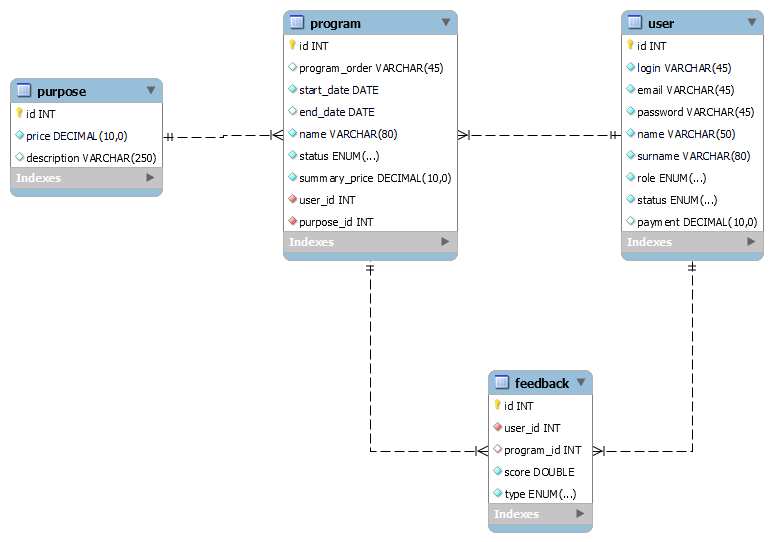 purpose
id INT
price DECIMAL(10,0)
description VARCHAR(250)
Indexes
program
id INT
program_order VARCHAR(45)
start_date DATE
end_date DATE
name VARCHAR(80)
status ENUM(...)
summary_price DECIMAL(10,0)
user_id INT
purpose_id INT
Indexes
user
id INT
login VARCHAR(45)
email VARCHAR(45)
password VARCHAR(45)
name VARCHAR(50)
surname VARCHAR(80)
role ENUM(...)
status ENUM(...)
payment DECIMAL(10,0)
Indexes
feedback
id INT
user_id INT
program_id INT
score DOUBLE
type ENUM(...)
Indexes